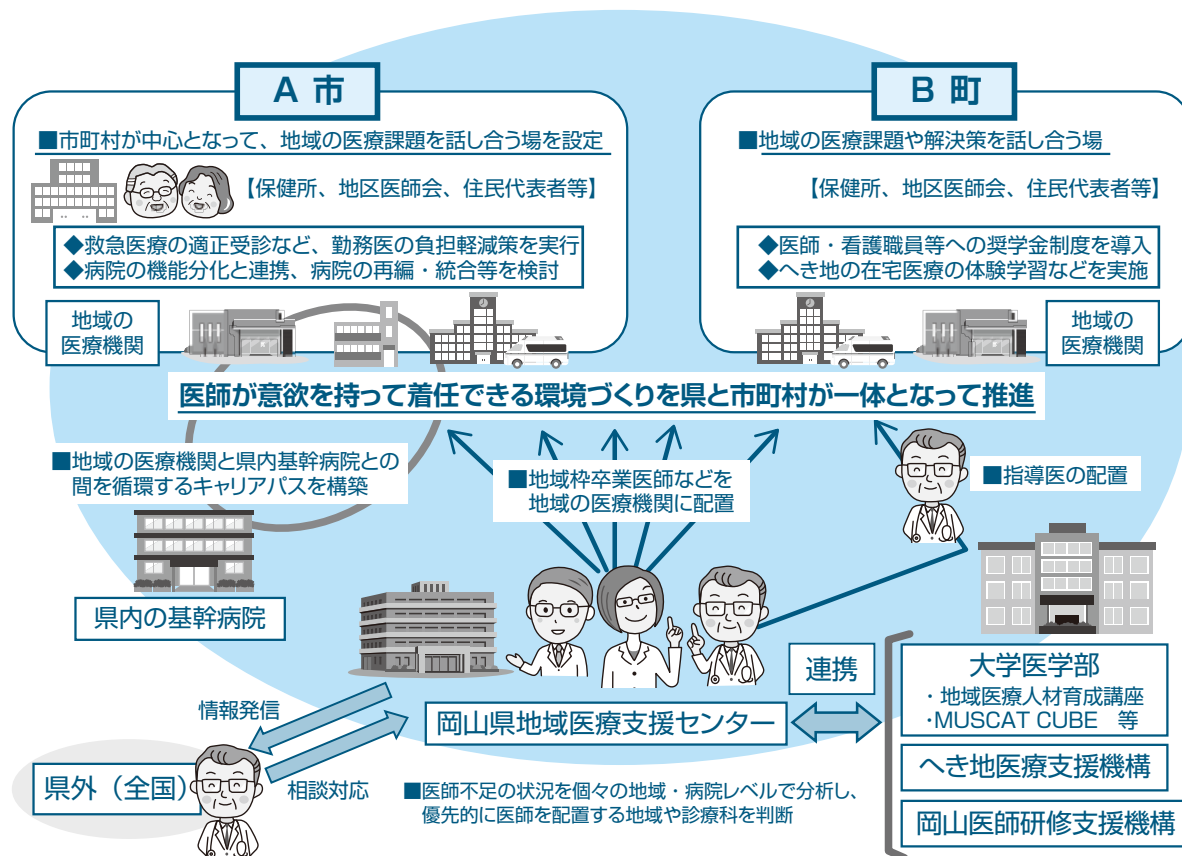 A 市
■市町村が中心となって、地域の医療課題を話し合う場を設定
【保健所、地区医師会、住民代表者等】
◆救急医療の適正受診など、勤務医の負担軽減策を実行
◆病院の機能分化と連携、病院の再編・統合等を検討
地域の
医療機関
B 町
■地域の医療課題や解決策を話し合う場
【保健所、地区医師会、住民代表者等】
◆医師・看護職員等への奨学金制度を導入
◆へき地の在宅医療の体験学習などを実施
地域の
医療機関
医師が意欲を持って着任できる環境づくりを県と市町村が一体となって推進
■地域の医療機関と県内基幹病院との
間を循環するキャリアパスを構築
■地域枠卒業医師などを
地域の医療機関に配置
■指導医の配置
県内の基幹病院
連携
大学医学部
・地域医療人材育成講座
・MUSCAT CUBE 等
へき地医療支援機構
岡山医師研修支援機構
岡山県地域医療支援センター
情報発信
相談対応
県外（全国）
■医師不足の状況を個々の地域・病院レベルで分析し、
優先的に医師を配置する地域や診療科を判断